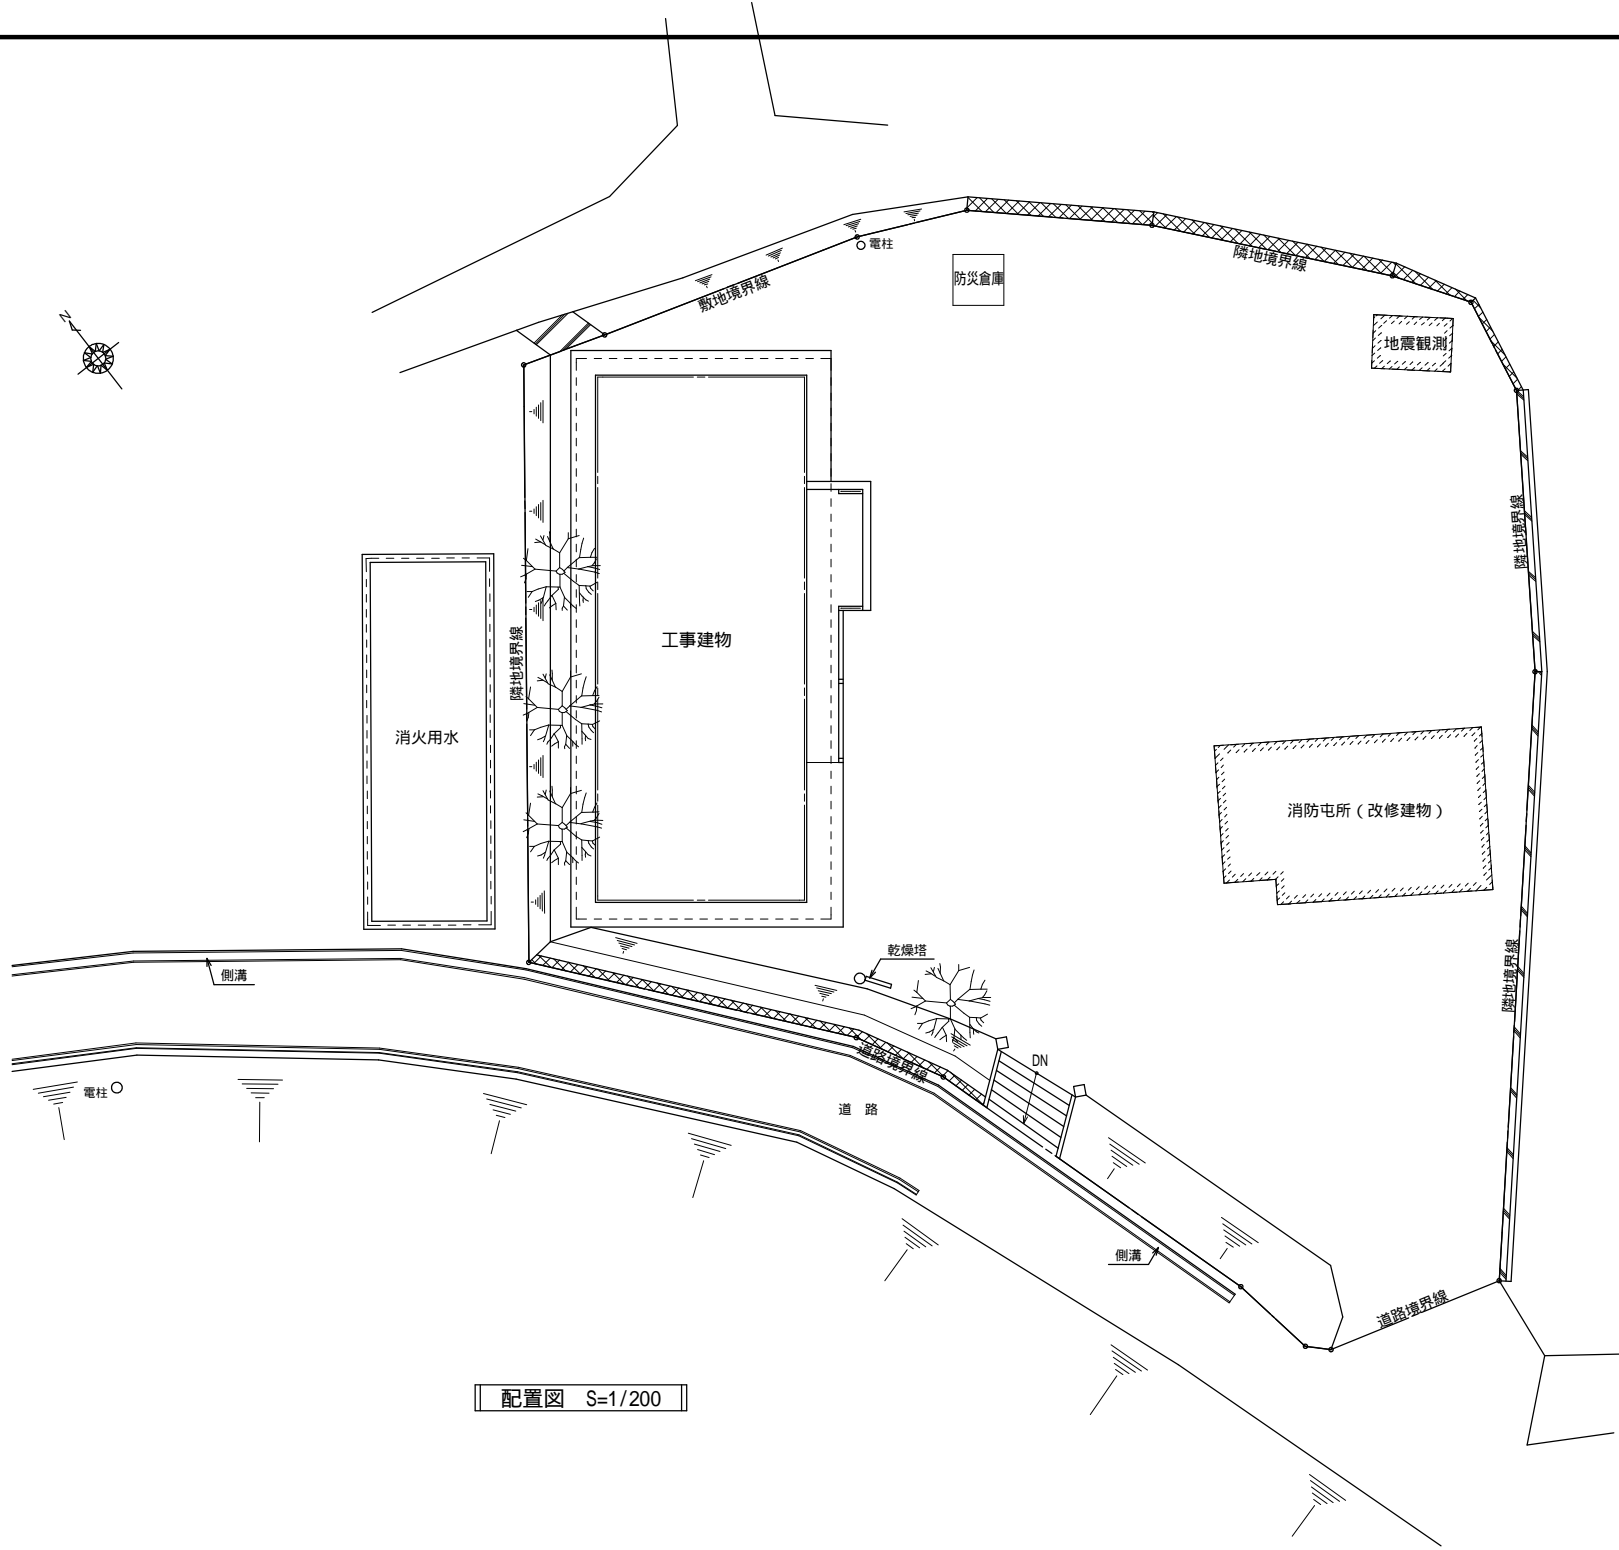 電柱
敷地境界線
防災倉庫
隣地境界線
N
地震観測
隣地境界線
工事建物
隣地境界線
消火用水
消防屯所(改修建物)
側溝
乾燥塔
隣地境界線
道路境界線
DN
電柱
道 路
側溝
道路境界線
配置図 S=1/200